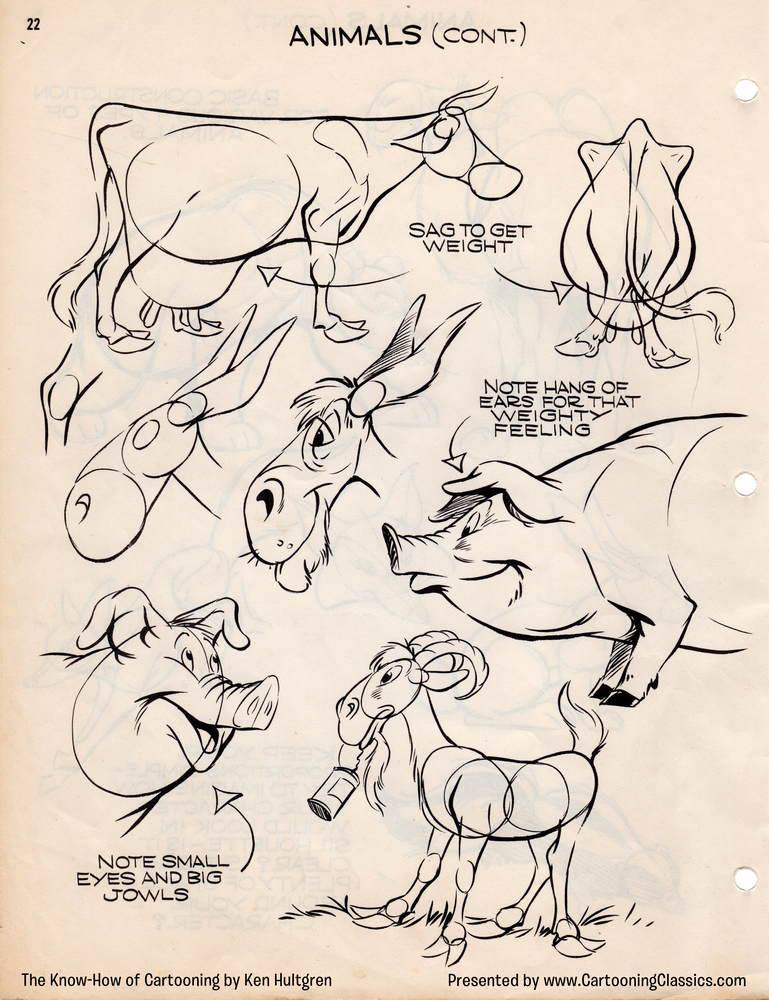 22
ANIMALS (CONT.)
SAG TO GET
WEIGHT
NOTE HANG OF
EARS FOR THAT
WEIGHTY
FEELING
NOTE SMALL
EYES AND BIG
JOWLS
The Know-How of Cartooning by Ken Hultgren
Presented by www.CartooningClassics.com